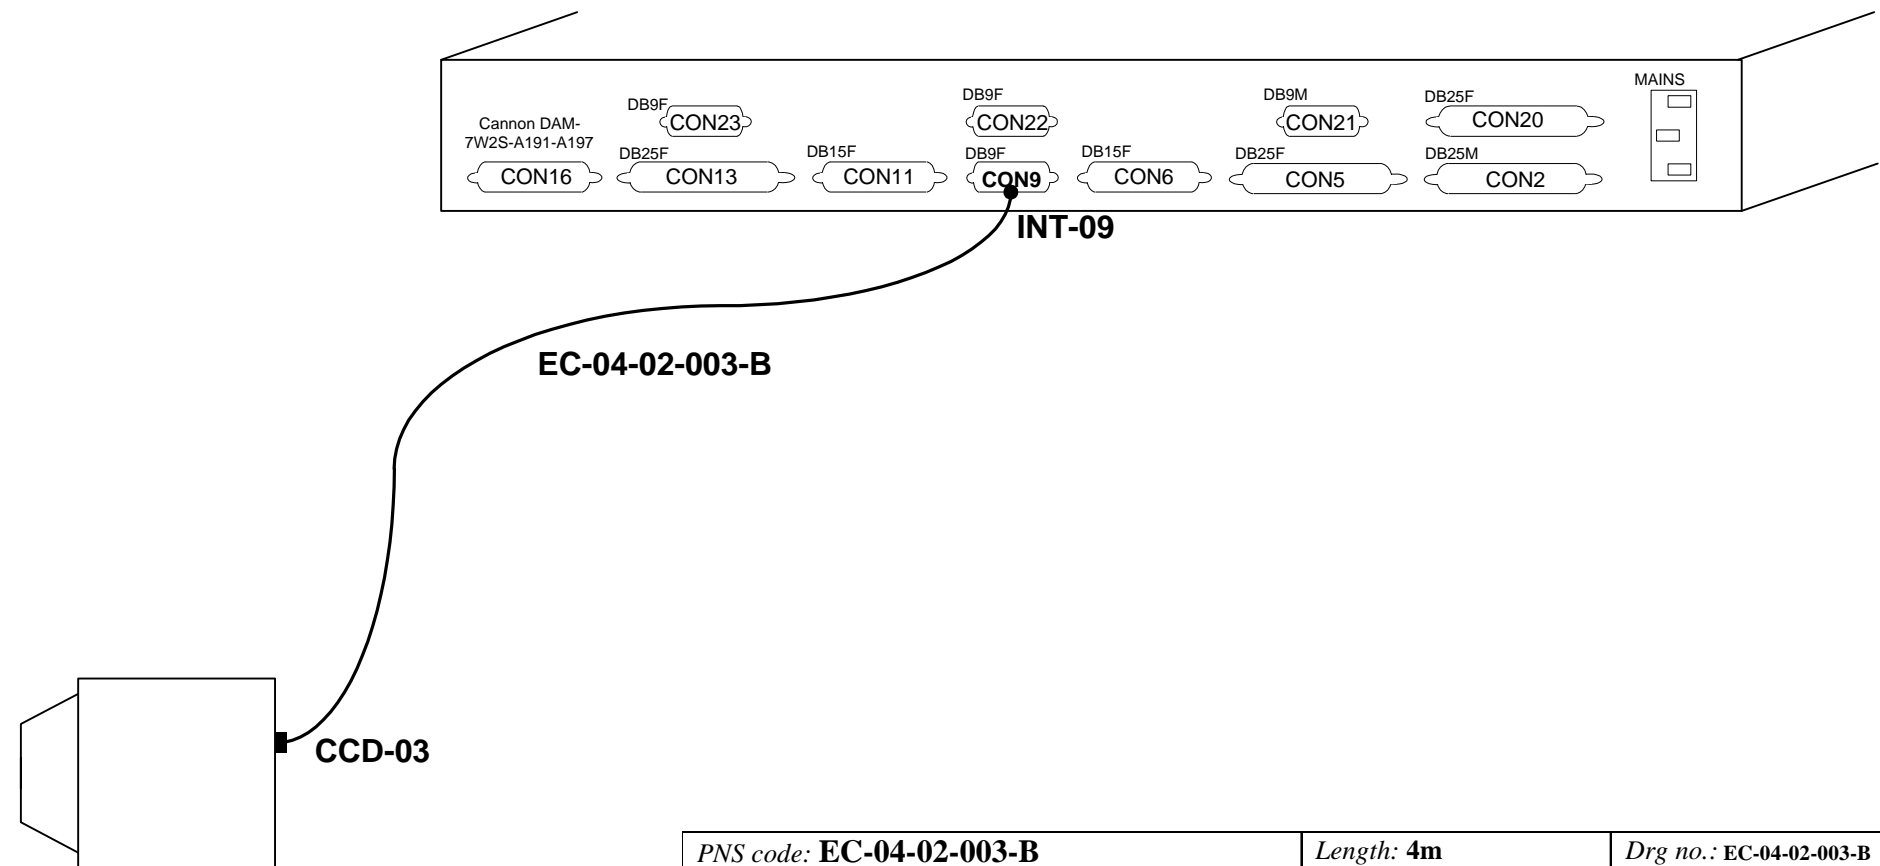 MAINS
DB9F
DB9F
DB9M
DB25F
CON23
CON22
CON21
CON20
Cannon DAM-
7W2S-A191-A197
DB25F
DB15F
DB9F
DB15F
DB25F
DB25M
CON16
CON13
CON11
CON9
CON6
CON5
CON2
INT-09
EC-04-02-003-B
CCD-03
PNS code: EC-04-02-003-B
Length: 4m
Drg no.: EC-04-02-003-B